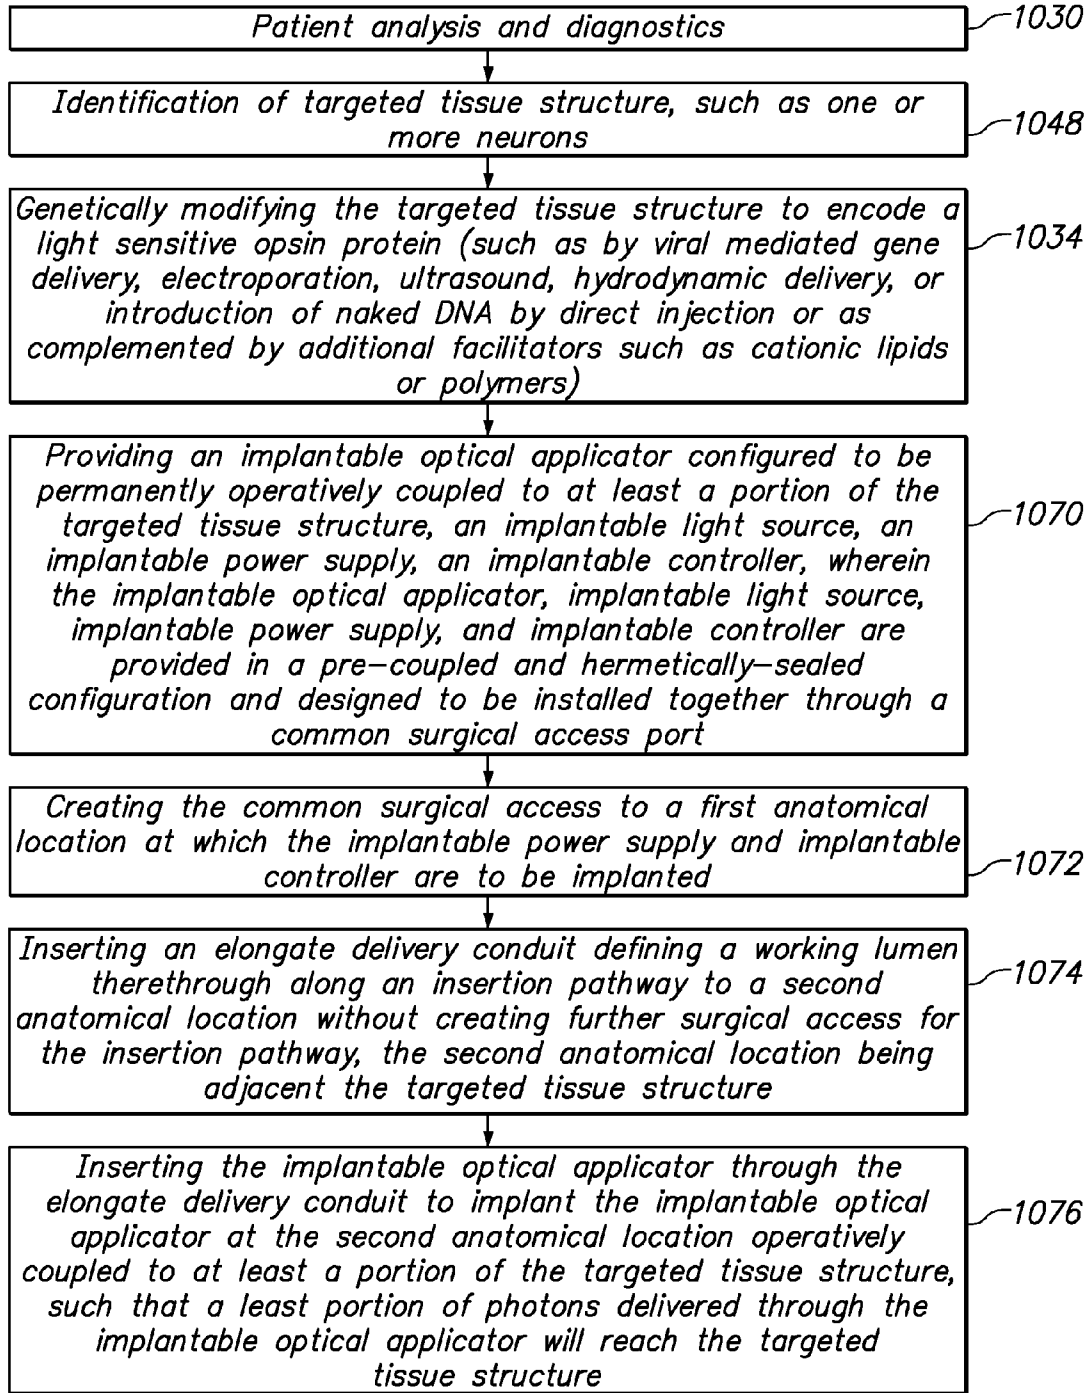 Patient analysis and diagnostics
1030
Identification of targeted tissue structure, such as one or
more neurons
1048
Genetically modifying the targeted tissue structure to encode a
light sensitive opsin protein (such as by viral mediated gene
delivery, electroporation, ultrasound, hydrodynamic delivery, or
introduction of naked DNA by direct injection or as
complemented by additional facilitators such as cationic lipids
or polymers)
1034
Providing an implantable optical applicator configured to be
permanently operatively coupled to at least a portion of the
targeted tissue structure, an implantable light source, an
implantable power supply, an implantable controller, wherein
the implantable optical applicator, implantable light source,
implantable power supply, and implantable controller are
provided in a pre-coupled and hermetically-sealed
configuration and designed to be installed together through a
common surgical access port
1070
Creating the common surgical access to a first anatomical
location at which the implantable power supply and implantable
controller are to be implanted
1072
Inserting an elongate delivery conduit defining a working lumen
therethrough along an insertion pathway to a second
anatomical location without creating further surgical access for
the insertion pathway, the second anatomical location being
adjacent the targeted tissue structure
1074
Inserting the implantable optical applicator through the
elongate delivery conduit to implant the implantable optical
applicator at the second anatomical location operatively
coupled to at least a portion of the targeted tissue structure,
such that a least portion of photons delivered through the
implantable optical applicator will reach the targeted
tissue structure
1076